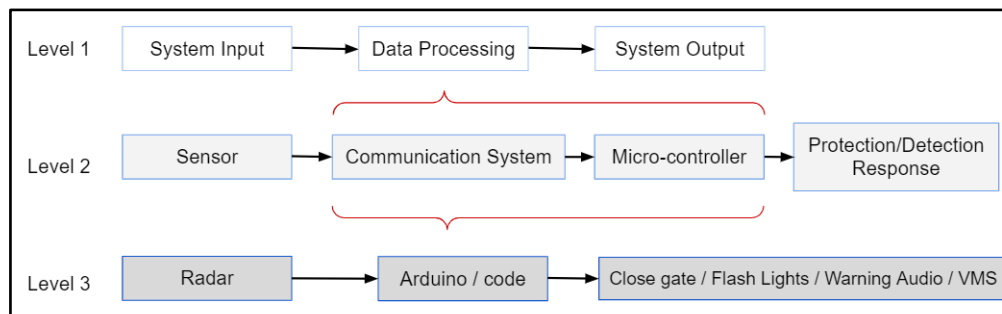 Level 1
System Input
Data Processing
System Output
Level 2
Sensor
Communication System
Micro-controller
Protection/Detection
Response
Level 3
Radar
Arduino / code
Close gate / Flash Lights / Warning Audio / VMS